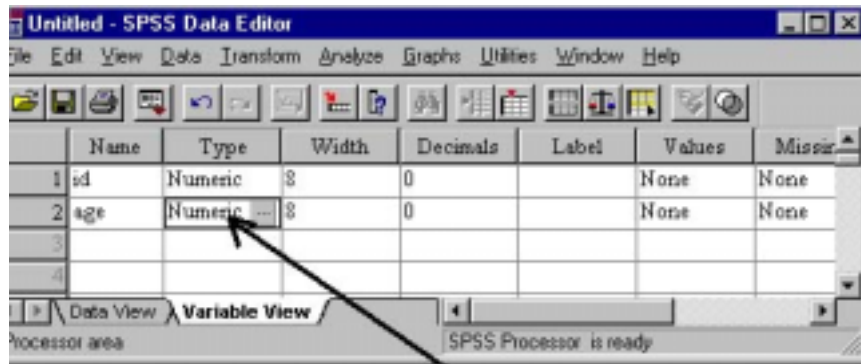 Untitled - SPSS Data Editor
File Edit View Data Transform Analyze Graphs Utilities Window Help
Name Type Width Decimals Label Values Missin
1 id Numeric 8 0 None None
2 age Numeric ... 8 0 None None
3
4
Data View Variable View
Processor area SPSS Processor is ready